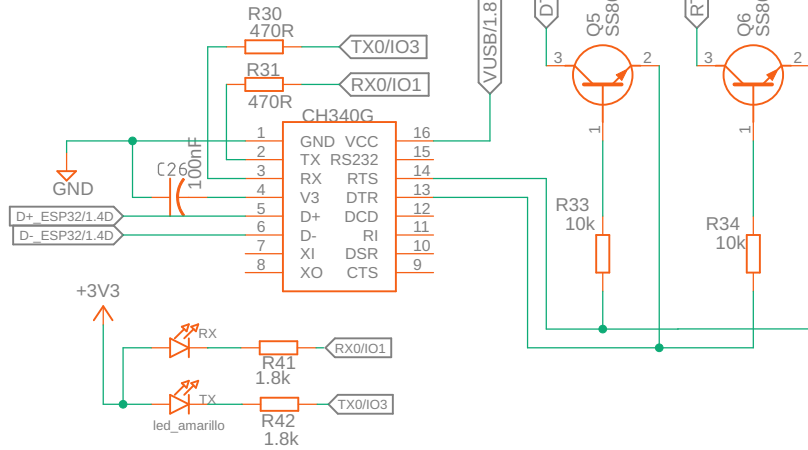 R30
470R
TX0/IO3
R31
470R
RX0/IO1
CH340G
1 GND VCC 16
2 TX RS232 15
3 RX RTS 14
4 V3 DTR 13
5 D+ DCD 12
6 D- RI 11
7 XI DSR 10
8 XO CTS 9
GND
C26
100nF
D+_ESP32/1.4D
D-_ESP32/1.4D
VUSB/1.8
Q5
3 2
1
R33
10k
Q6
3 2
1
R34
10k
+3V3
RX
R41
1.8k
RX0/IO1
TX
led_amarillo
R42
1.8k
TX0/IO3